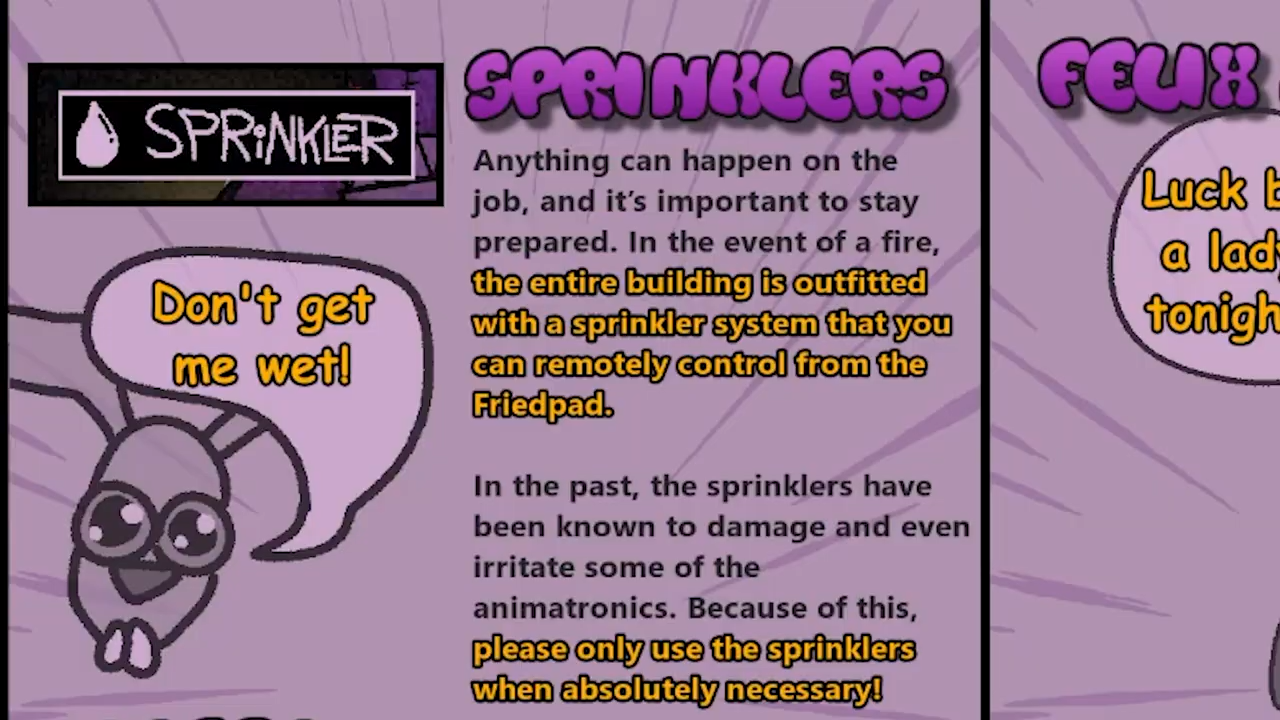 SPRiNKLER
SPRINKLERS
Anything can happen on the
job, and it's important to stay
prepared. In the event of a fire,
the entire building is outfitted
with a sprinkler system that you
can remotely control from the
Friedpad.
In the past, the sprinklers have
been known to damage and even
irritate some of the
animatronics. Because of this,
please only use the sprinklers
when absolutely necessary!
Don't get
me wet!
FELIX
Luck
a